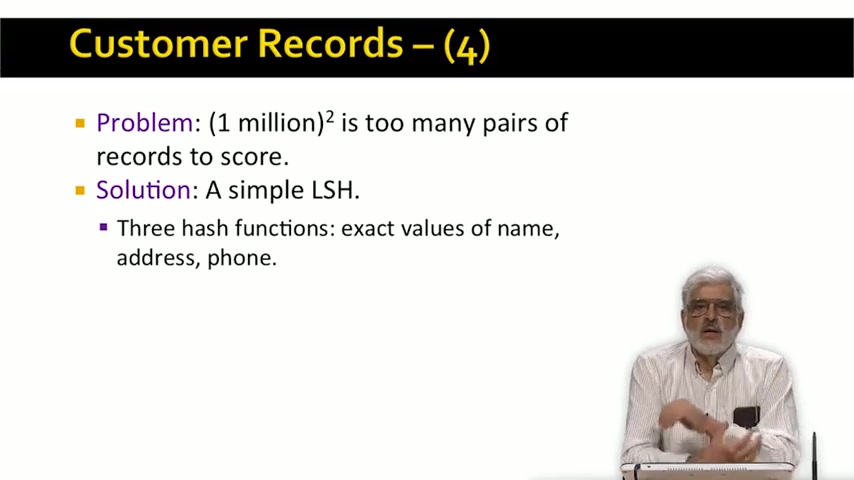 Customer Records – (4)
Problem: (1 million)² is too many pairs of
records to score.
Solution: A simple LSH.
Three hash functions: exact values of name,
address, phone.